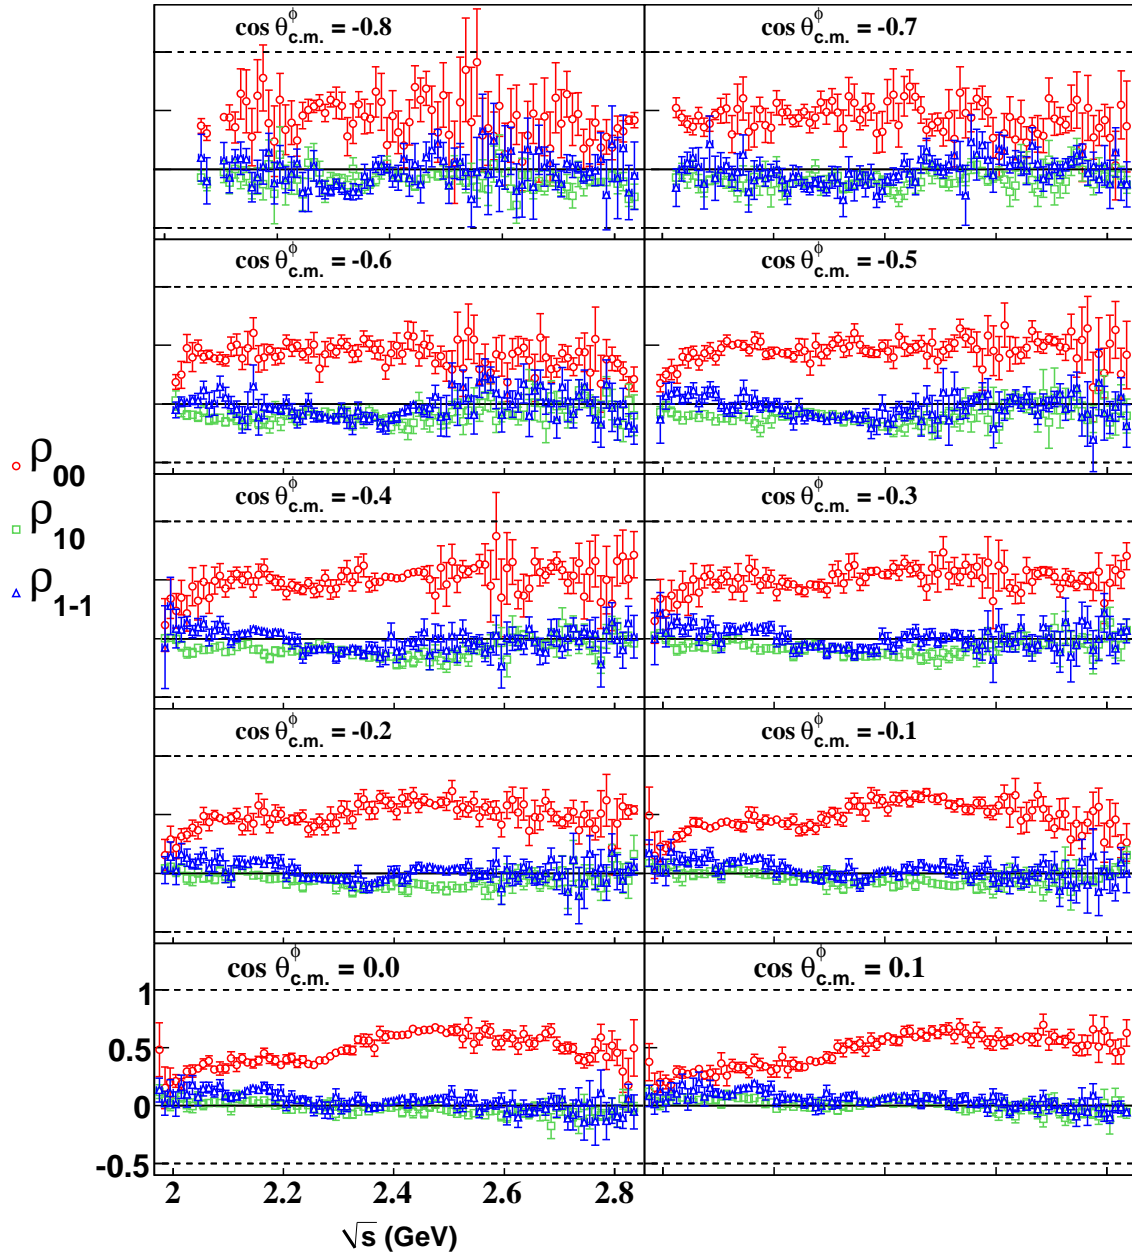 cos θ^ϕ_c.m. = -0.8
cos θ^ϕ_c.m. = -0.7
cos θ^ϕ_c.m. = -0.6
cos θ^ϕ_c.m. = -0.5
ρ_00
ρ_10
ρ_1-1
cos θ^ϕ_c.m. = -0.4
cos θ^ϕ_c.m. = -0.3
cos θ^ϕ_c.m. = -0.2
cos θ^ϕ_c.m. = -0.1
cos θ^ϕ_c.m. = 0.0
cos θ^ϕ_c.m. = 0.1
1
0.5
0
-0.5
2 2.2 2.4 2.6 2.8
√s (GeV)